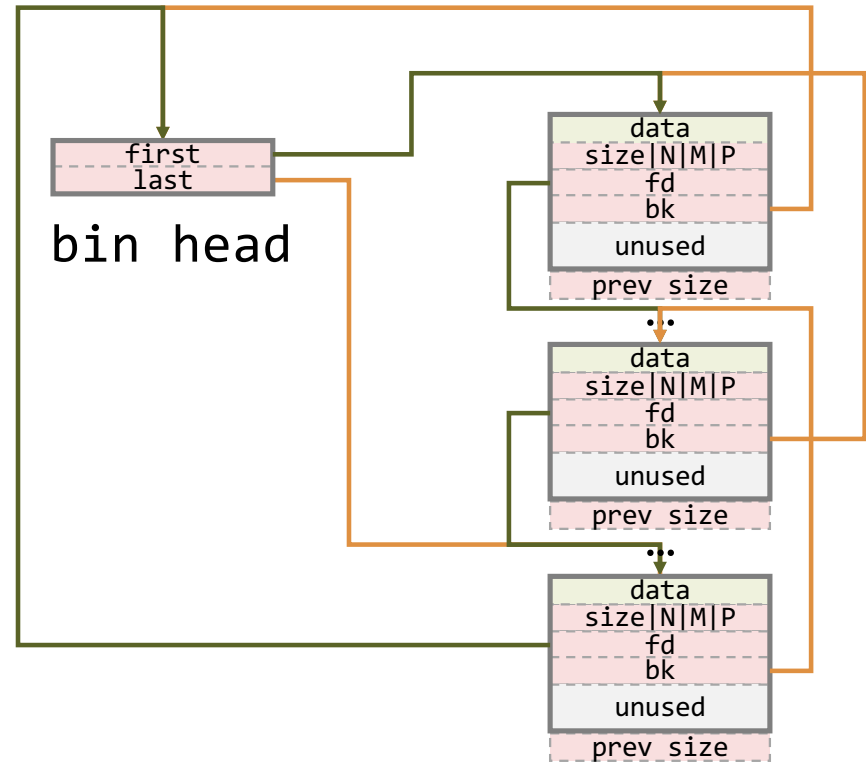 first
last
bin head
data
size|N|M|P
fd
bk
unused
prev size
...
data
size|N|M|P
fd
bk
unused
prev size
...
data
size|N|M|P
fd
bk
unused
prev size